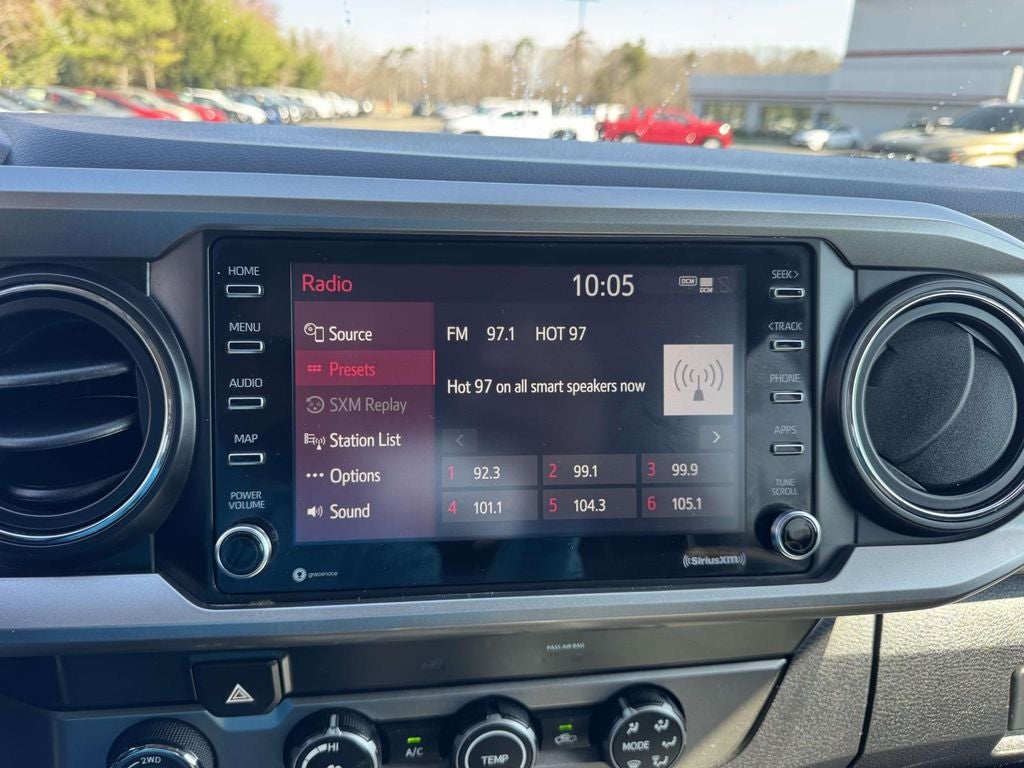 HOME
MENU
AUDIO
MAP
POWER
VOLUME
Radio
10:05
DCM
DCM
Source
Presets
SXM Replay
Station List
Options
Sound
FM 97.1 HOT 97
Hot 97 on all smart speakers now
1 92.3 2 99.1 3 99.9
4 101.1 5 104.3 6 105.1
SEEK>
<TRACK
PHONE
APPS
TUNE
SCROLL
gracenote
SiriusXM
PASS AIR BAG
2WD
HI
A/C
TEMP
MODE